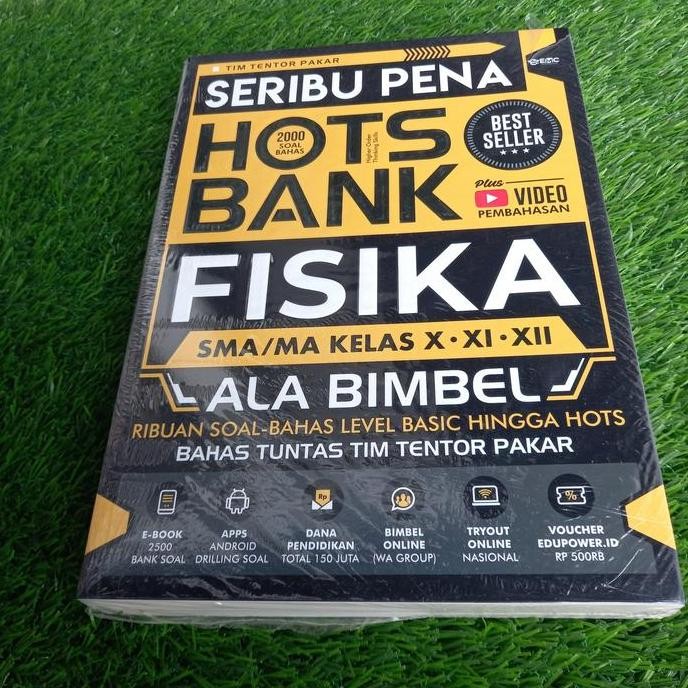 TIM TENTOR PAKAR
EMC
SERIBU PENA
HOTS
2000
SOAL
BAHAS
Higher Order
Thinking Skills
BANK
BEST
SELLER
Plus
VIDEO
PEMBAHASAN
FISIKA
SMA/MA KELAS X•XI•XII
ALA BIMBEL
RIBUAN SOAL-BAHAS LEVEL BASIC HINGGA HOTS
BAHAS TUNTAS TIM TENTOR PAKAR
E-BOOK
2500
BANK SOAL
APPS
ANDROID
DRILLING SOAL
Rp
DANA
PENDIDIKAN
TOTAL 150 JUTA
BIMBEL
ONLINE
(WA GROUP)
TRYOUT
ONLINE
NASIONAL
%
VOUCHER
EDUPOWER.ID
RP 500RB